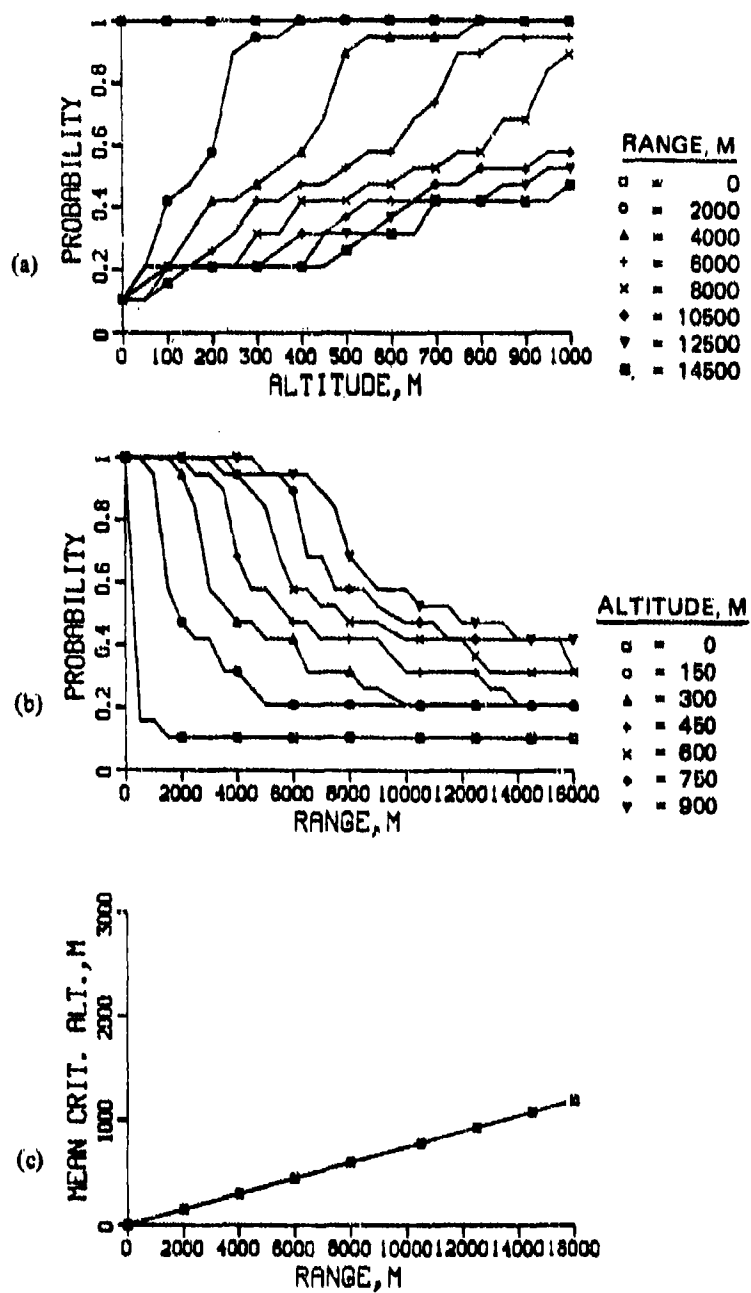 (a)
PROBABILITY
1
0.8
0.6
0.4
0.2
0
0 100 200 300 400 500 600 700 800 900 1000
ALTITUDE, M
RANGE, M
= 0
= 2000
= 4000
= 6000
= 8000
= 10500
= 12500
= 14500
(b)
PROBABILITY
1
0.8
0.6
0.4
0.2
0
0 2000 4000 6000 8000 10000 12000 14000 16000
RANGE, M
ALTITUDE, M
= 0
= 150
= 300
= 450
= 600
= 750
= 900
(c)
MEAN CRIT. ALT., M
3000
2000
1000
0
0 2000 4000 6000 8000 10000 12000 14000 18000
RANGE, M